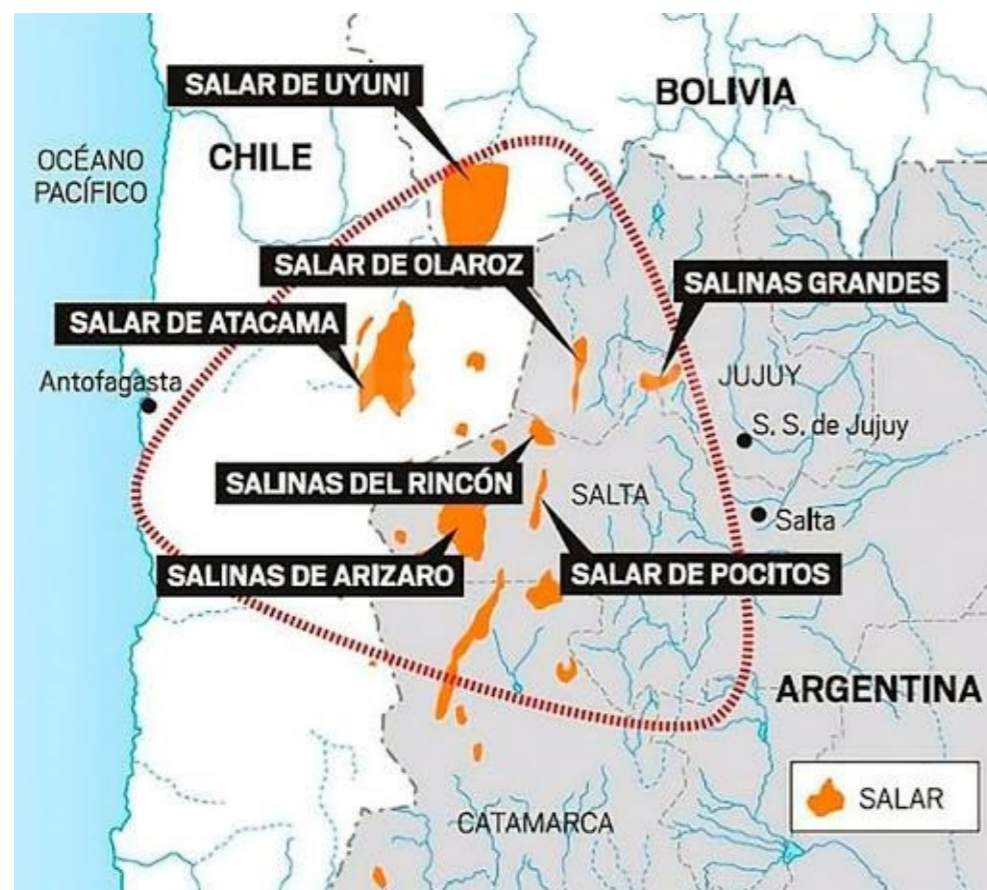 SALAR DE UYUNI
BOLIVIA
OCÉANO
PACÍFICO
CHILE
SALAR DE OLAROZ
SALINAS GRANDES
SALAR DE ATACAMA
Antofagasta
JUJUY
S. S. de Jujuy
SALINAS DEL RINCÓN
SALTA
Salta
SALINAS DE ARIZARO
SALAR DE POCITOS
ARGENTINA
SALAR
CATAMARCA